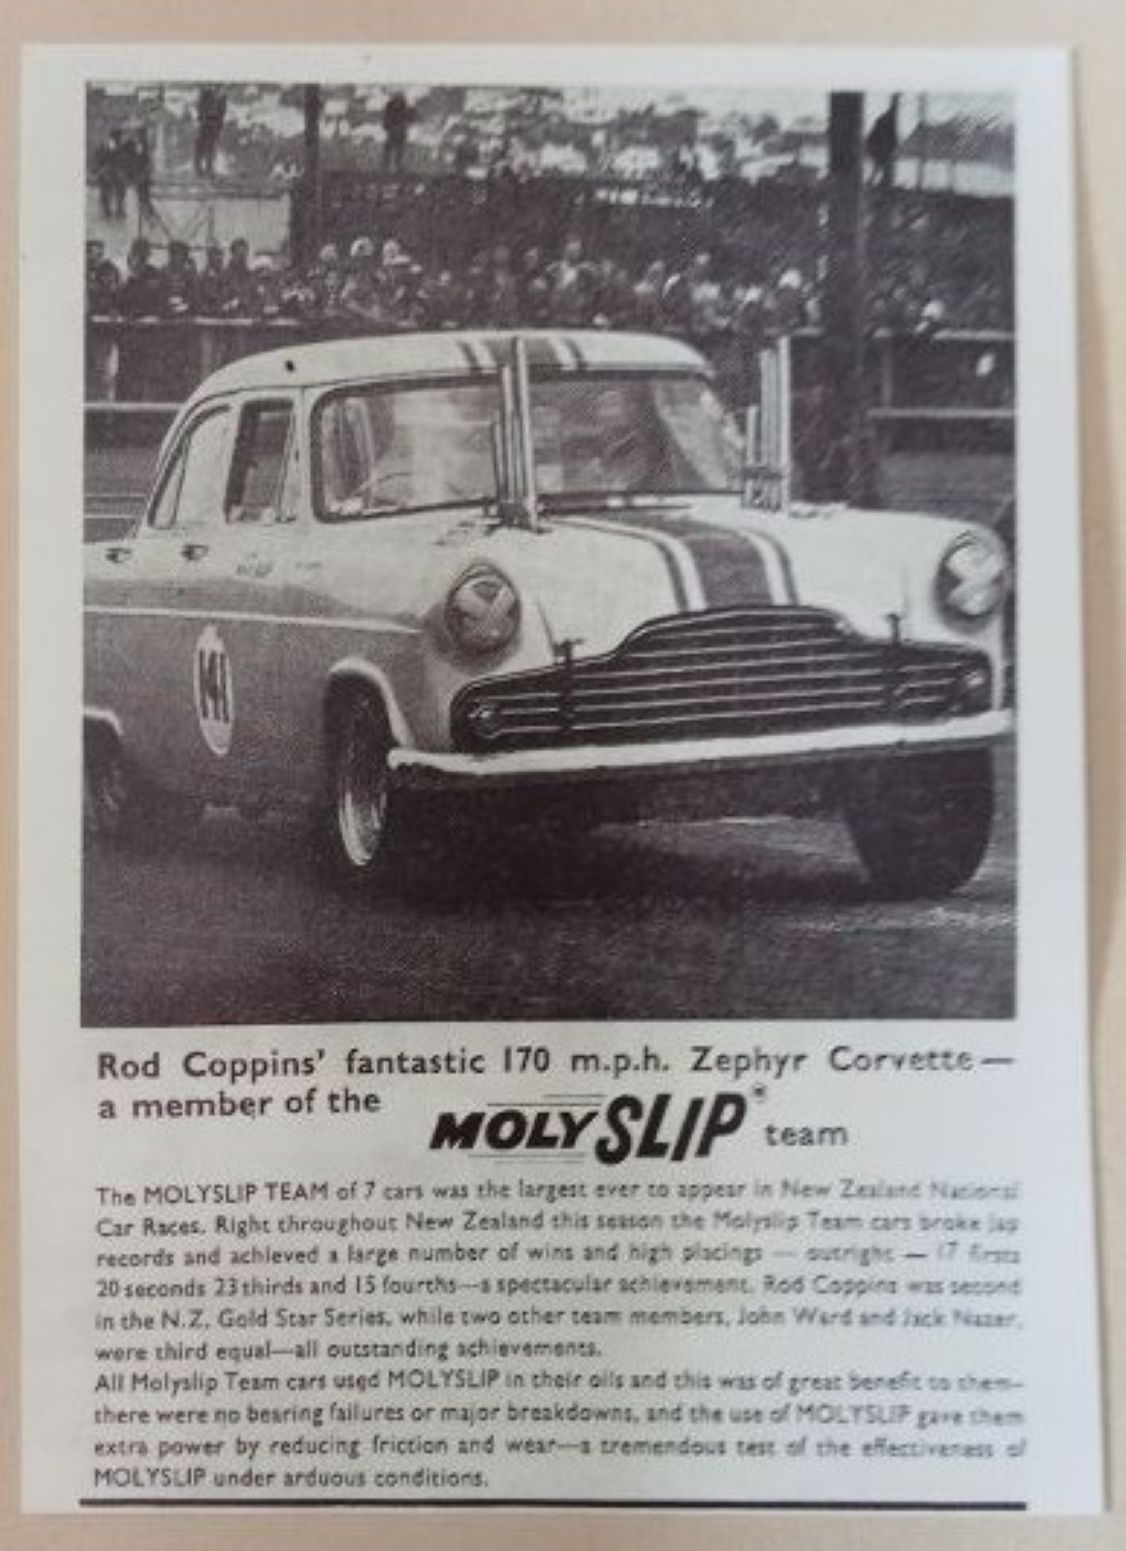 141
Rod Coppins' fantastic 170 m.p.h. Zephyr Corvette—
a member of the MOLYSLIP® team
The MOLYSLIP TEAM of 7 cars was the largest ever to appear in New Zealand National
Car Races. Right throughout New Zealand this season the Molyslip Team cars broke lap
records and achieved a large number of wins and high placings — outright — 17 firsts
20 seconds 23 thirds and 15 fourths—a spectacular achievement. Rod Coppins was second
in the N.Z. Gold Star Series, while two other team members, John Ward and Jack Nazer,
were third equal—all outstanding achievements.
All Molyslip Team cars used MOLYSLIP in their oils and this was of great benefit to them—
there were no bearing failures or major breakdowns, and the use of MOLYSLIP gave them
extra power by reducing friction and wear—a tremendous test of the effectiveness of
MOLYSLIP under arduous conditions.